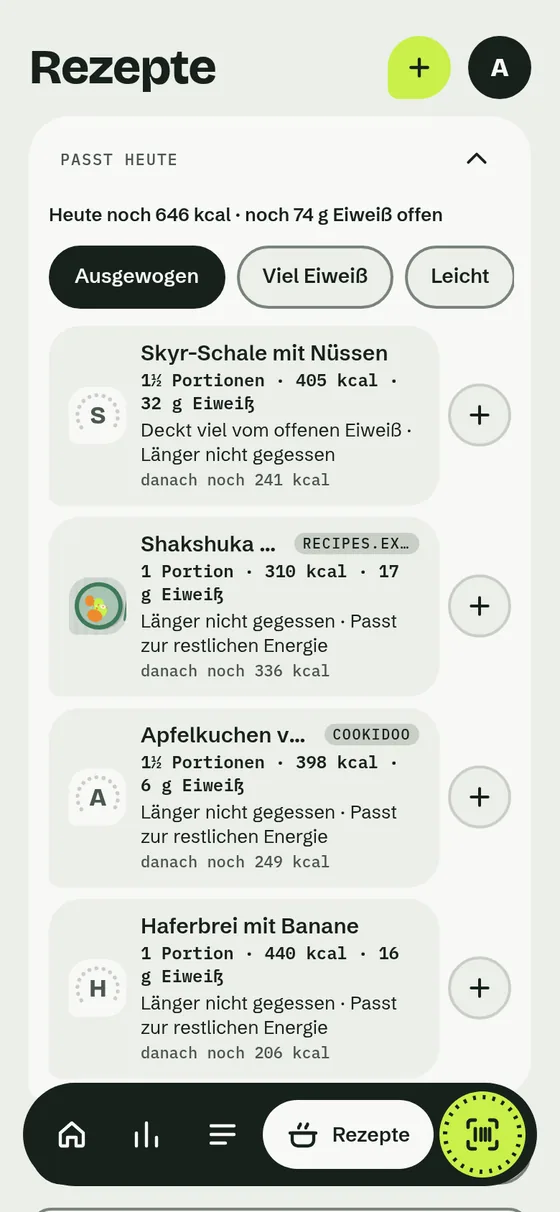 Rezepte
+
A
PASST HEUTE
Heute noch 646 kcal · noch 74 g Eiweiß offen
Ausgewogen
Viel Eiweiß
Leicht
Skyr-Schale mit Nüssen
1½ Portionen · 405 kcal ·
32 g Eiweiß
S
Deckt viel vom offenen Eiweiß ·
Länger nicht gegessen
danach noch 241 kcal
+
Shakshuka ...
RECIPES.EX…
1 Portion · 310 kcal · 17
g Eiweiß
Länger nicht gegessen · Passt
zur restlichen Energie
danach noch 336 kcal
+
Apfelkuchen v...
COOKIDOO
1½ Portionen · 398 kcal ·
6 g Eiweiß
A
Länger nicht gegessen · Passt
zur restlichen Energie
danach noch 249 kcal
+
Haferbrei mit Banane
1 Portion · 440 kcal · 16
g Eiweiß
H
Länger nicht gegessen · Passt
zur restlichen Energie
danach noch 206 kcal
+
Rezepte